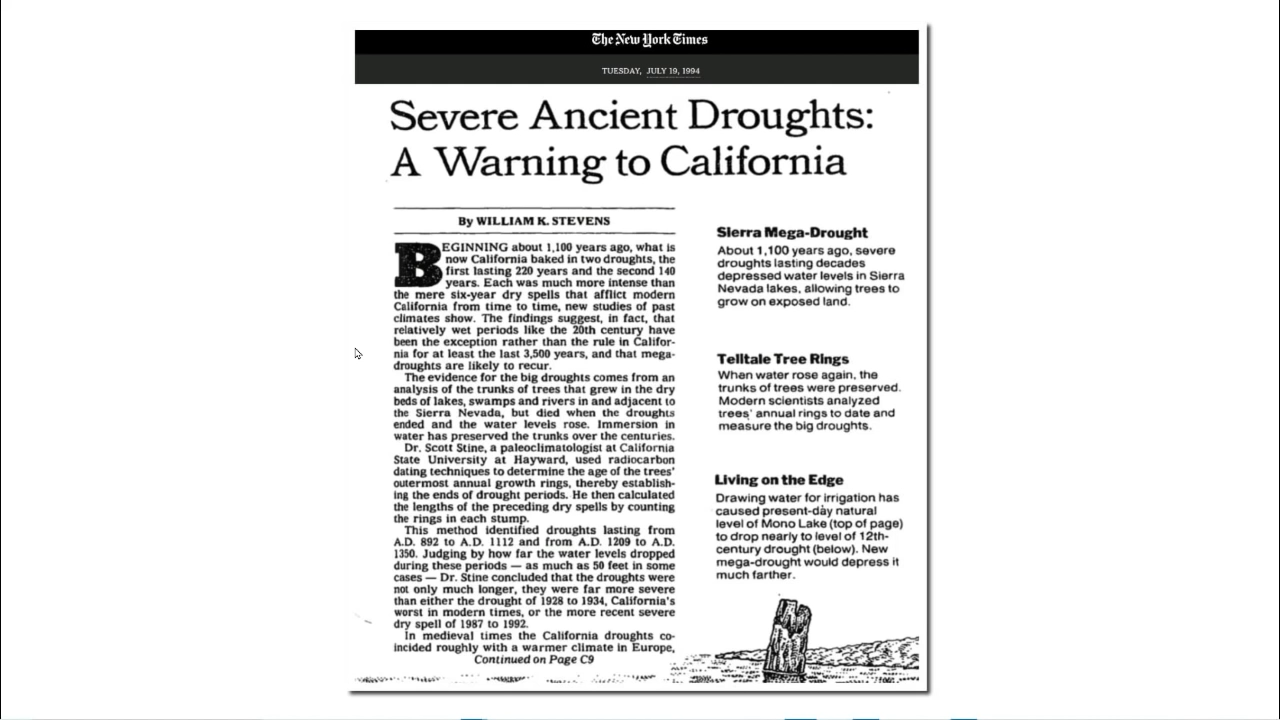 The New York Times
TUESDAY, JULY 19, 1994
Severe Ancient Droughts:
A Warning to California
By WILLIAM K. STEVENS
BEGINNING about 1,100 years ago, what is
now California baked in two droughts, the
first lasting 220 years and the second 140
years. Each was much more intense than
the mere six-year dry spells that afflict modern
California from time to time, new studies of past
climates show. The findings suggest, in fact, that
relatively wet periods like the 20th century have
been the exception rather than the rule in Califor-
nia for at least the last 3,500 years, and that mega-
droughts are likely to recur.
The evidence for the big droughts comes from an
analysis of the trunks of trees that grew in the dry
beds of lakes, swamps and rivers in and adjacent to
the Sierra Nevada, but died when the droughts
ended and the water levels rose. Immersion in
water has preserved the trunks over the centuries.
Dr. Scott Stine, a paleoclimatologist at California
State University at Hayward, used radiocarbon
dating techniques to determine the age of the trees'
outermost annual growth rings, thereby establish-
ing the ends of drought periods. He then calculated
the lengths of the preceding dry spells by counting
the rings in each stump.
This method identified droughts lasting from
A.D. 892 to A.D. 1112 and from A.D. 1209 to A.D.
1350. Judging by how far the water levels dropped
during these periods — as much as 50 feet in some
cases — Dr. Stine concluded that the droughts were
not only much longer, they were far more severe
than either the drought of 1928 to 1934, California's
worst in modern times, or the more recent severe
dry spell of 1987 to 1992.
In medieval times the California droughts co-
incided roughly with a warmer climate in Europe,
Continued on Page C9
Sierra Mega-Drought
About 1,100 years ago, severe
droughts lasting decades
depressed water levels in Sierra
Nevada lakes, allowing trees to
grow on exposed land.
Telltale Tree Rings
When water rose again, the
trunks of trees were preserved.
Modern scientists analyzed
trees' annual rings to date and
measure the big droughts.
Living on the Edge
Drawing water for irrigation has
caused present-day natural
level of Mono Lake (top of page)
to drop nearly to level of 12th-
century drought (below). New
mega-drought would depress it
much farther.